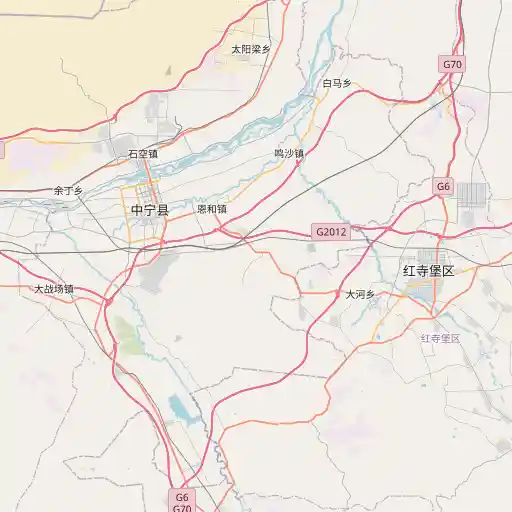 太阳梁乡
G70
白马乡
石空镇
鸣沙镇
余丁乡
G6
中宁县
恩和镇
G2012
红寺堡区
大战场镇
大河乡
红寺堡区
G6
G70